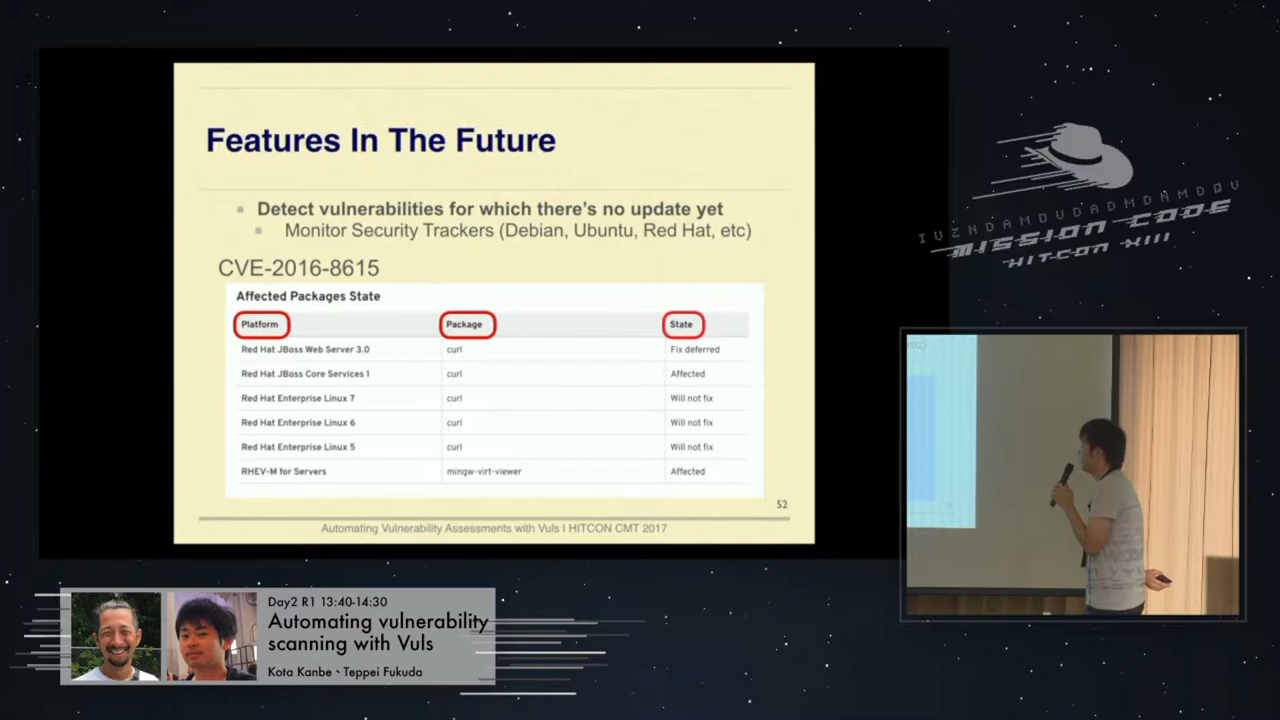 Features In The Future
Detect vulnerabilities for which there's no update yet
Monitor Security Trackers (Debian, Ubuntu, Red Hat, etc)
CVE-2016-8615
Affected Packages State
Platform Package State
Red Hat JBoss Web Server 3.0 curl Fix deferred
Red Hat JBoss Core Services 1 curl Affected
Red Hat Enterprise Linux 7 curl Will not fix
Red Hat Enterprise Linux 6 curl Will not fix
Red Hat Enterprise Linux 5 curl Will not fix
RHEV-M for Servers mingw-virt-viewer Affected
52
Automating Vulnerability Assessments with Vuls I HITCON CMT 2017
MISSION CODE
HITCON XIII
Day2 R1 13:40-14:30
Automating vulnerability
scanning with Vuls
Kota Kanbe、Teppei Fukuda